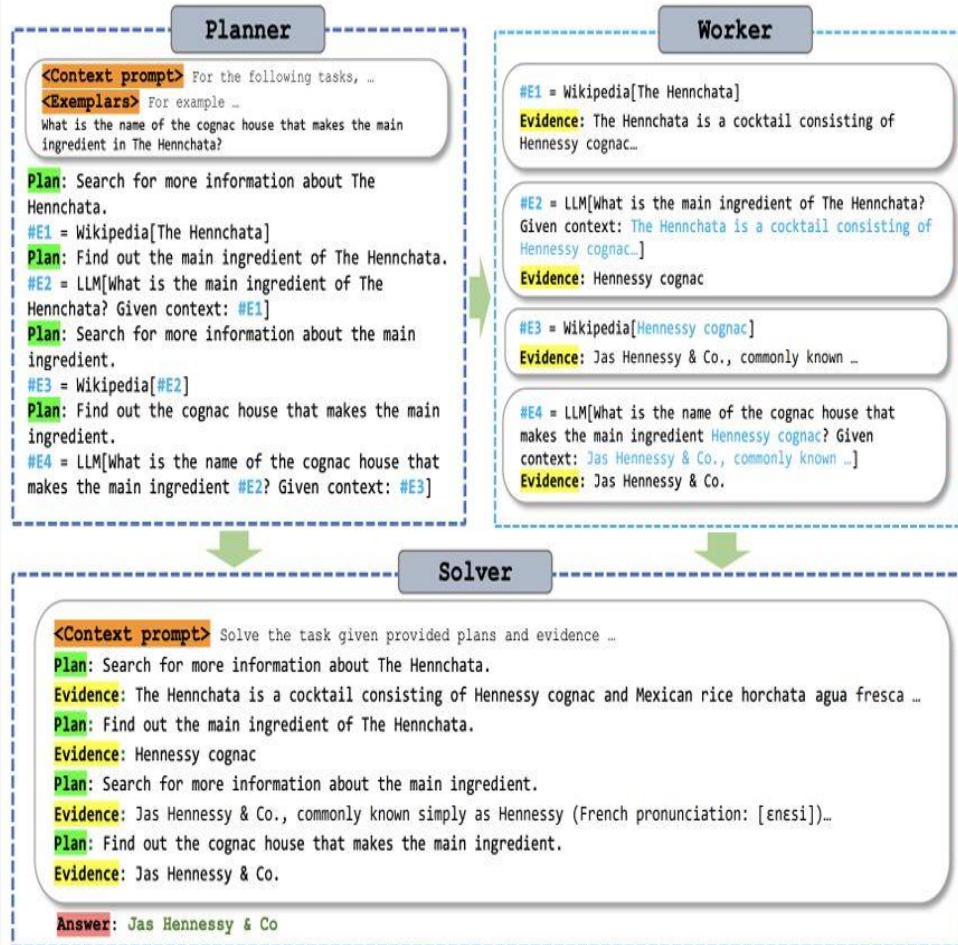 Planner
<Context prompt> For the following tasks, …
<Exemplars> For example …
What is the name of the cognac house that makes the main
ingredient in The Hennchata?
Plan: Search for more information about The
Hennchata.
#E1 = Wikipedia[The Hennchata]
Plan: Find out the main ingredient of The Hennchata.
#E2 = LLM[What is the main ingredient of The
Hennchata? Given context: #E1]
Plan: Search for more information about the main
ingredient.
#E3 = Wikipedia[#E2]
Plan: Find out the cognac house that makes the main
ingredient.
#E4 = LLM[What is the name of the cognac house that
makes the main ingredient #E2? Given context: #E3]
Worker
#E1 = Wikipedia[The Hennchata]
Evidence: The Hennchata is a cocktail consisting of
Hennessy cognac…
#E2 = LLM[What is the main ingredient of The Hennchata?
Given context: The Hennchata is a cocktail consisting of
Hennessy cognac…]
Evidence: Hennessy cognac
#E3 = Wikipedia[Hennessy cognac]
Evidence: Jas Hennessy & Co., commonly known …
#E4 = LLM[What is the name of the cognac house that
makes the main ingredient Hennessy cognac? Given
context: Jas Hennessy & Co., commonly known …]
Evidence: Jas Hennessy & Co.
Solver
<Context prompt> Solve the task given provided plans and evidence …
Plan: Search for more information about The Hennchata.
Evidence: The Hennchata is a cocktail consisting of Hennessy cognac and Mexican rice horchata agua fresca …
Plan: Find out the main ingredient of The Hennchata.
Evidence: Hennessy cognac
Plan: Search for more information about the main ingredient.
Evidence: Jas Hennessy & Co., commonly known simply as Hennessy (French pronunciation: [ɛnɛsi])…
Plan: Find out the cognac house that makes the main ingredient.
Evidence: Jas Hennessy & Co.
Answer: Jas Hennessy & Co